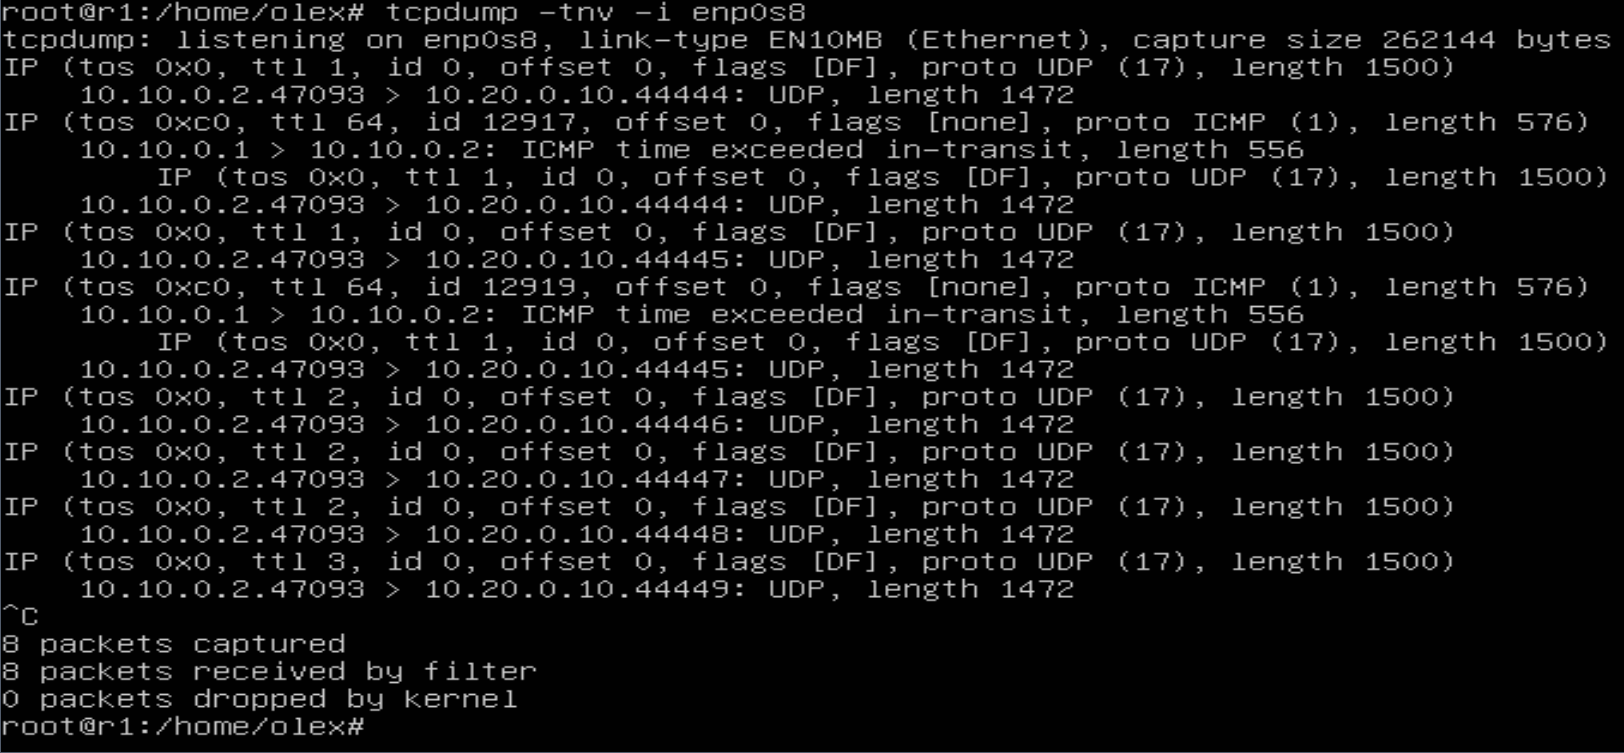 root@r1:/home/olex# tcpdump -tnv -i enp0s8
tcpdump: listening on enp0s8, link-type EN10MB (Ethernet), capture size 262144 bytes
IP (tos 0x0, ttl 1, id 0, offset 0, flags [DF], proto UDP (17), length 1500)
    10.10.0.2.47093 > 10.20.0.10.44444: UDP, length 1472
IP (tos 0xc0, ttl 64, id 12917, offset 0, flags [none], proto ICMP (1), length 576)
    10.10.0.1 > 10.10.0.2: ICMP time exceeded in-transit, length 556
        IP (tos 0x0, ttl 1, id 0, offset 0, flags [DF], proto UDP (17), length 1500)
    10.10.0.2.47093 > 10.20.0.10.44444: UDP, length 1472
IP (tos 0x0, ttl 1, id 0, offset 0, flags [DF], proto UDP (17), length 1500)
    10.10.0.2.47093 > 10.20.0.10.44445: UDP, length 1472
IP (tos 0xc0, ttl 64, id 12919, offset 0, flags [none], proto ICMP (1), length 576)
    10.10.0.1 > 10.10.0.2: ICMP time exceeded in-transit, length 556
        IP (tos 0x0, ttl 1, id 0, offset 0, flags [DF], proto UDP (17), length 1500)
    10.10.0.2.47093 > 10.20.0.10.44445: UDP, length 1472
IP (tos 0x0, ttl 2, id 0, offset 0, flags [DF], proto UDP (17), length 1500)
    10.10.0.2.47093 > 10.20.0.10.44446: UDP, length 1472
IP (tos 0x0, ttl 2, id 0, offset 0, flags [DF], proto UDP (17), length 1500)
    10.10.0.2.47093 > 10.20.0.10.44447: UDP, length 1472
IP (tos 0x0, ttl 2, id 0, offset 0, flags [DF], proto UDP (17), length 1500)
    10.10.0.2.47093 > 10.20.0.10.44448: UDP, length 1472
IP (tos 0x0, ttl 3, id 0, offset 0, flags [DF], proto UDP (17), length 1500)
    10.10.0.2.47093 > 10.20.0.10.44449: UDP, length 1472
^C
8 packets captured
8 packets received by filter
0 packets dropped by kernel
root@r1:/home/olex#